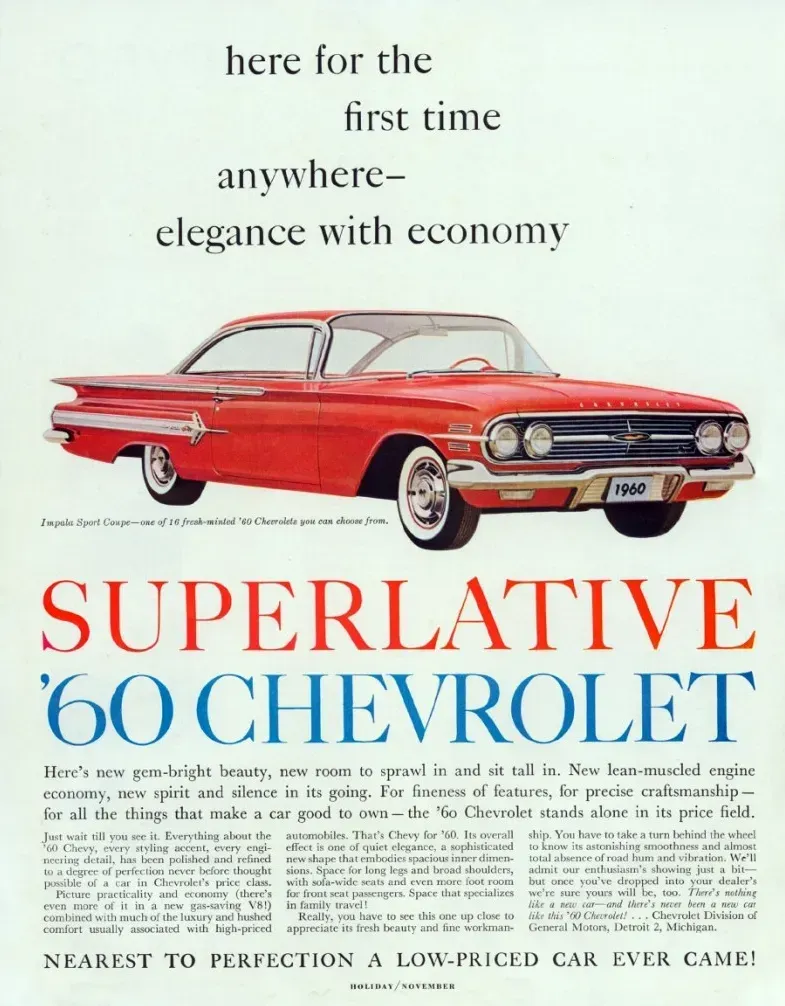 here for the
first time
anywhere–
elegance with economy
CHEVROLET
1960
Impala Sport Coupe—one of 16 fresh-minted '60 Chevrolets you can choose from.
SUPERLATIVE
'60 CHEVROLET
Here's new gem-bright beauty, new room to sprawl in and sit tall in. New lean-muscled engine
economy, new spirit and silence in its going. For fineness of features, for precise craftsmanship—
for all the things that make a car good to own—the '60 Chevrolet stands alone in its price field.
Just wait till you see it. Everything about the
'60 Chevy, every styling accent, every engi-
neering detail, has been polished and refined
to a degree of perfection never before thought
possible of a car in Chevrolet's price class.
Picture practicality and economy (there's
even more of it in a new gas-saving V8!)
combined with much of the luxury and hushed
comfort usually associated with high-priced
automobiles. That's Chevy for '60. Its overall
effect is one of quiet elegance, a sophisticated
new shape that embodies spacious inner dimen-
sions. Space for long legs and broad shoulders,
with sofa-wide seats and even more foot room
for front seat passengers. Space that specializes
in family travel!
Really, you have to see this one up close to
appreciate its fresh beauty and fine workman-
ship. You have to take a turn behind the wheel
to know its astonishing smoothness and almost
total absence of road hum and vibration. We'll
admit our enthusiasm's showing just a bit—
but once you've dropped into your dealer's
we're sure yours will be, too. There's nothing
like a new car—and there's never been a new car
like this '60 Chevrolet! . . . Chevrolet Division of
General Motors, Detroit 2, Michigan.
NEAREST TO PERFECTION A LOW-PRICED CAR EVER CAME!
HOLIDAY/NOVEMBER